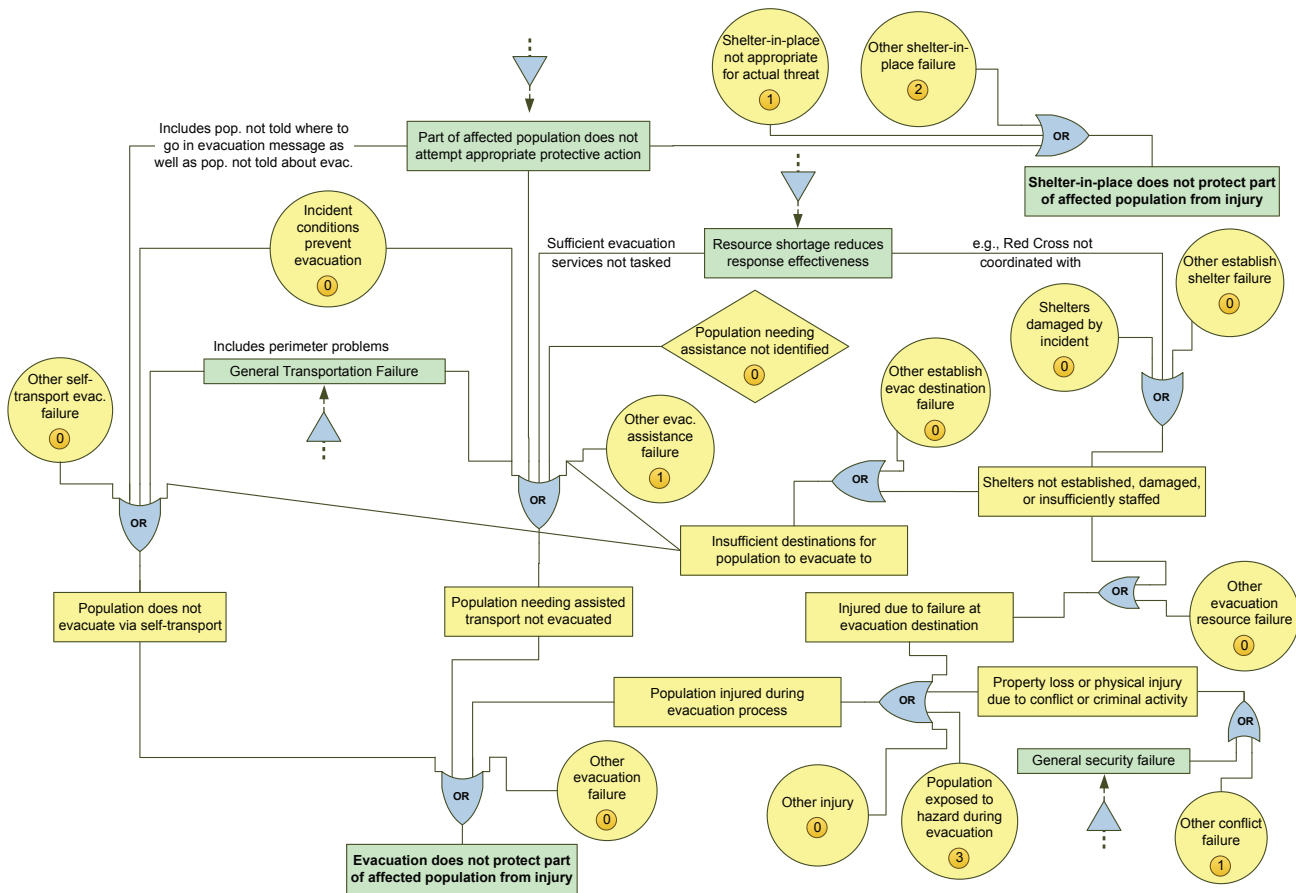 Shelter-in-place
not appropriate
for actual threat
1
Other shelter-in-
place failure
2
Includes pop. not told where to
go in evacuation message as
well as pop. not told about evac.
Part of affected population does not
attempt appropriate protective action
OR
Shelter-in-place does not protect part
of affected population from injury
Incident
conditions
prevent
evacuation
0
Sufficient evacuation
services not tasked
Resource shortage reduces
response effectiveness
e.g., Red Cross not
coordinated with
Other establish
shelter failure
0
Shelters
damaged by
incident
0
Population needing
assistance not identified
0
Includes perimeter problems
General Transportation Failure
Other self-
transport evac.
failure
0
Other evac.
assistance
failure
1
Other establish
evac destination
failure
0
OR
OR
Shelters not established, damaged,
or insufficiently staffed
OR
OR
Insufficient destinations for
population to evacuate to
Population does not
evacuate via self-transport
Population needing assisted
transport not evacuated
Injured due to failure at
evacuation destination
OR
Other
evacuation
resource failure
0
Population injured during
evacuation process
OR
Property loss or physical injury
due to conflict or criminal activity
OR
General security failure
Other
evacuation
failure
0
OR
Other injury
0
Population
exposed to
hazard during
evacuation
3
Other conflict
failure
1
Evacuation does not protect part
of affected population from injury